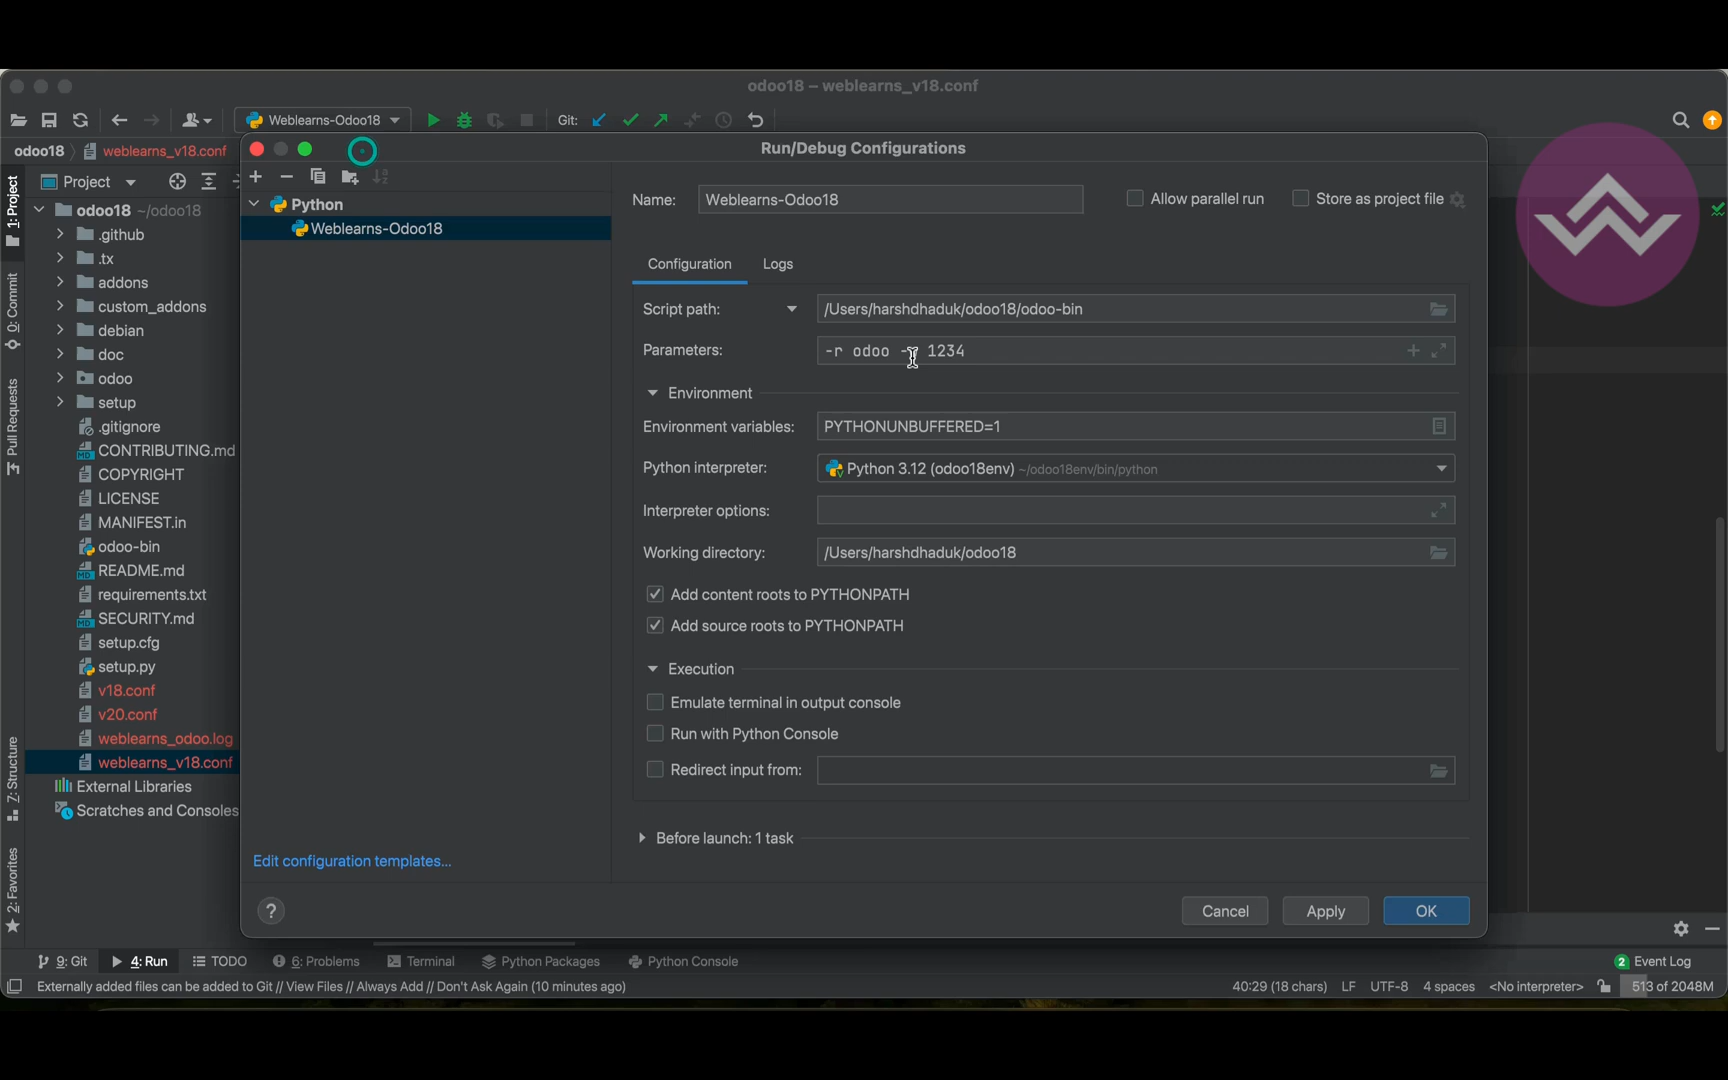 odoo18 – weblearns_v18.conf
Weblearns-Odoo18
Git:
odoo18
weblearns_v18.conf
Run/Debug Configurations
1: Project
0: Commit
Pull Requests
7: Structure
2: Favorites
Project
odoo18 ~/odoo18
.github
.tx
addons
custom_addons
debian
doc
odoo
setup
.gitignore
CONTRIBUTING.md
COPYRIGHT
LICENSE
MANIFEST.in
odoo-bin
README.md
requirements.txt
SECURITY.md
setup.cfg
setup.py
v18.conf
v20.conf
weblearns_odoo.log
weblearns_v18.conf
External Libraries
Scratches and Consoles
Python
Weblearns-Odoo18
Edit configuration templates...
Name: Weblearns-Odoo18
Allow parallel run
Store as project file
Configuration
Logs
Script path: /Users/harshdhaduk/odoo18/odoo-bin
Parameters: -r odoo 1234
Environment
Environment variables: PYTHONUNBUFFERED=1
Python interpreter: Python 3.12 (odoo18env) ~/odoo18env/bin/python
Interpreter options:
Working directory: /Users/harshdhaduk/odoo18
Add content roots to PYTHONPATH
Add source roots to PYTHONPATH
Execution
Emulate terminal in output console
Run with Python Console
Redirect input from:
Before launch: 1 task
?
Cancel
Apply
OK
9: Git
4: Run
TODO
6: Problems
Terminal
Python Packages
Python Console
2 Event Log
Externally added files can be added to Git // View Files // Always Add // Don't Ask Again (10 minutes ago)
40:29 (18 chars) LF UTF-8 4 spaces <No interpreter> 513 of 2048M